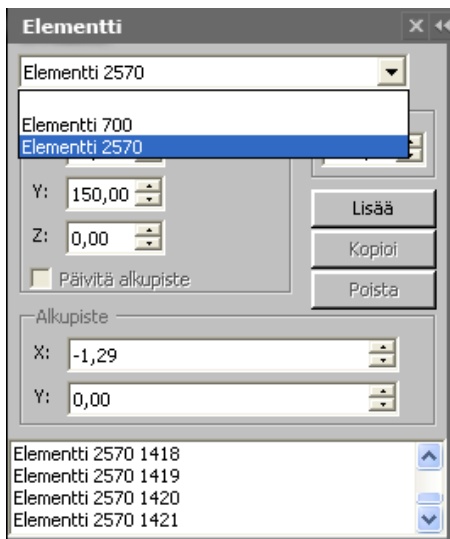 Elementti
Elementti 2570
Elementti 700
Elementti 2570
Y: 150,00
Z: 0,00
Päivitä alkupiste
Lisää
Kopioi
Poista
Alkupiste
X: -1,29
Y: 0,00
Elementti 2570 1418
Elementti 2570 1419
Elementti 2570 1420
Elementti 2570 1421